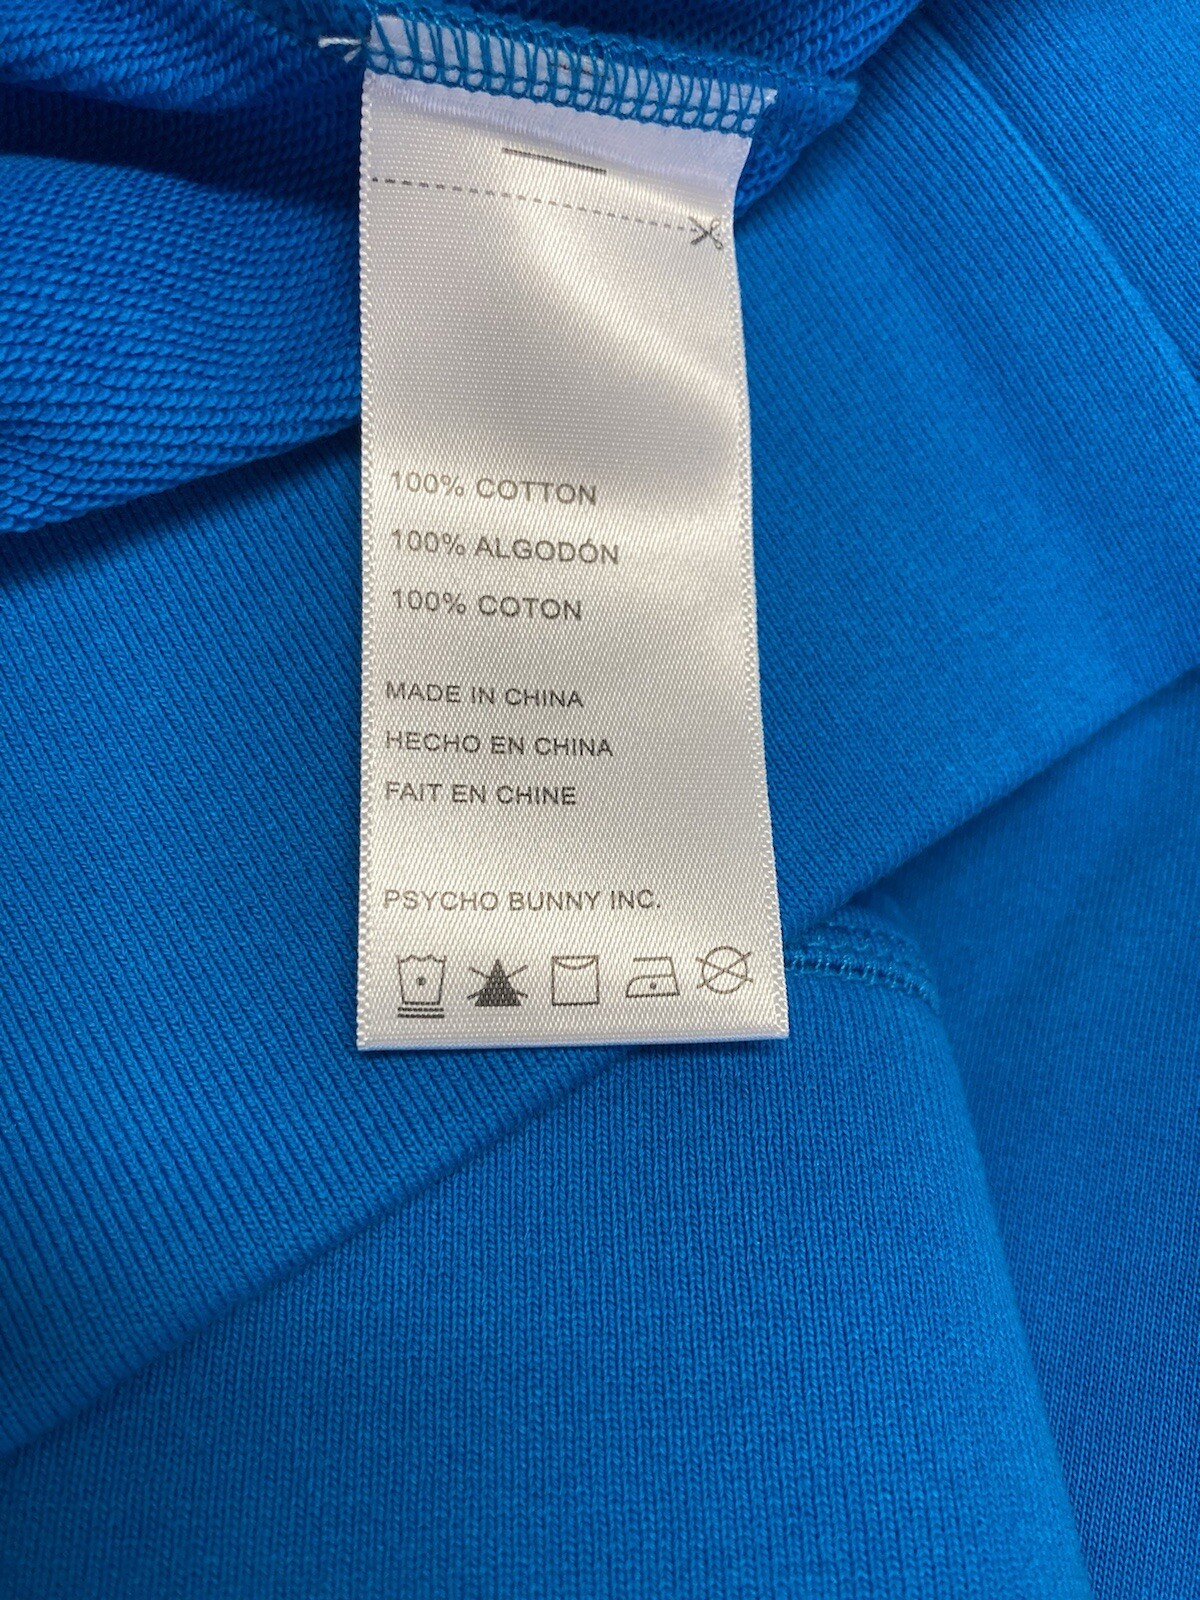 100% COTTON
100% ALGODÓN
100% COTON
MADE IN CHINA
HECHO EN CHINA
FAIT EN CHINE
PSYCHO BUNNY INC.